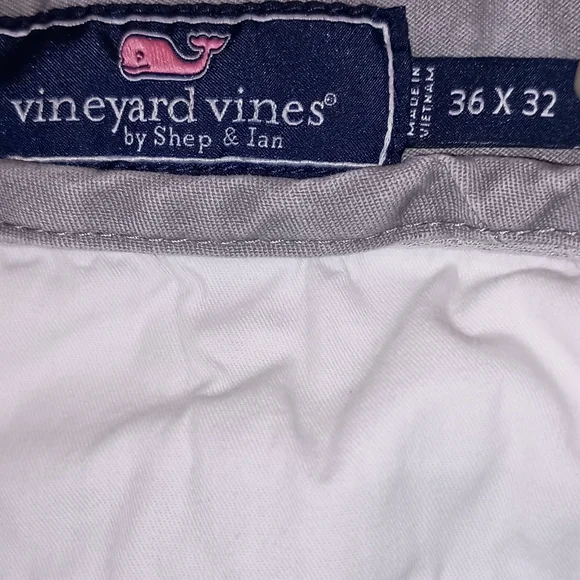 vineyard vines®
by Shep & Ian
MADE IN
VIETNAM
36 X 32